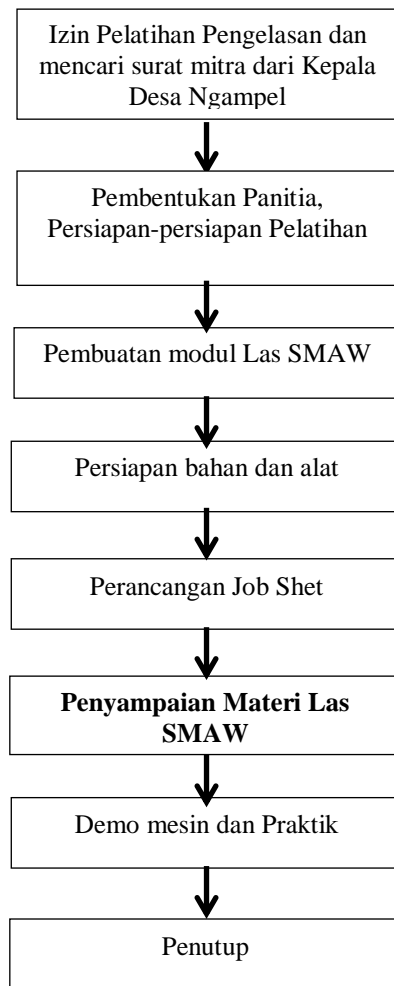 Izin Pelatihan Pengelasan dan
mencari surat mitra dari Kepala
Desa Ngampel
Pembentukan Panitia,
Persiapan-persiapan Pelatihan
Pembuatan modul Las SMAW
Persiapan bahan dan alat
Perancangan Job Shet
Penyampaian Materi Las
SMAW
Demo mesin dan Praktik
Penutup